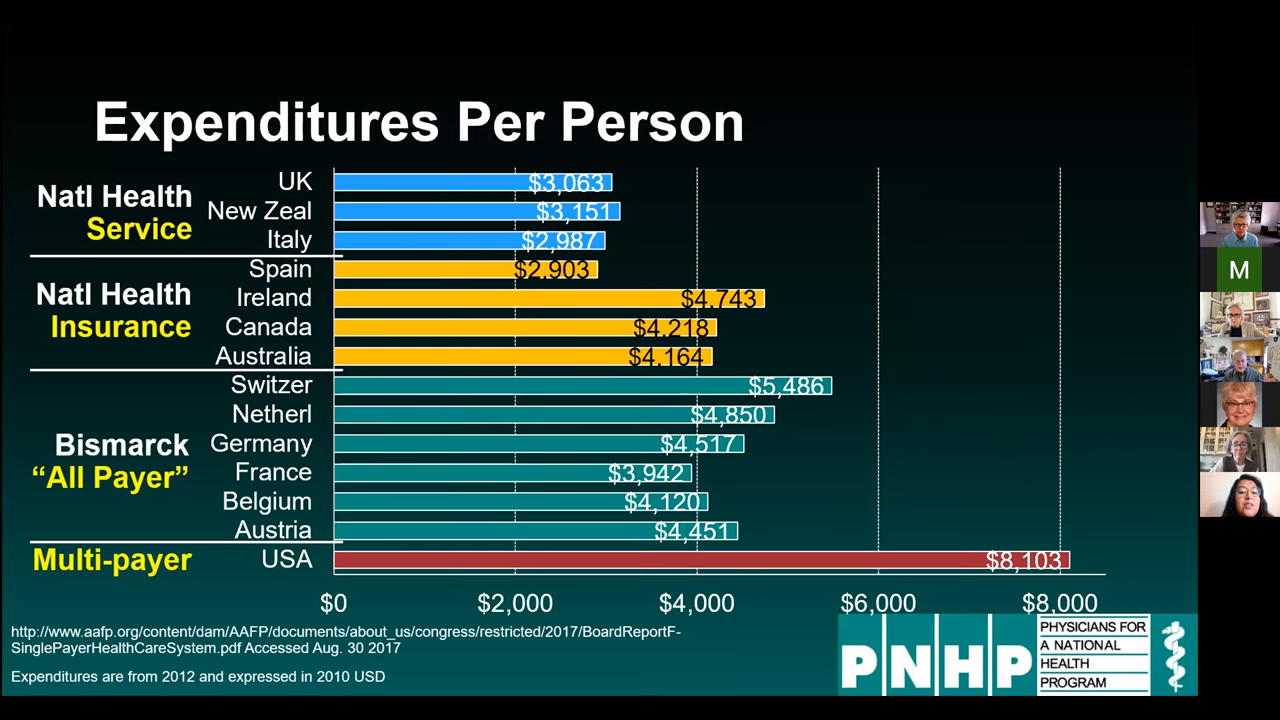 Expenditures Per Person
Natl Health
Service
UK $3,063
New Zeal $3,151
Italy $2,987
Natl Health
Insurance
Spain $2,903
Ireland $4,743
Canada $4,218
Australia $4,164
Bismarck
“All Payer”
Switzer $5,486
Netherl $4,850
Germany $4,517
France $3,942
Belgium $4,120
Austria $4,451
Multi-payer
USA $8,103
$0 $2,000 $4,000 $6,000 $8,000
http://www.aafp.org/content/dam/AAFP/documents/about_us/congress/restricted/2017/BoardReportF-
SinglePayerHealthCareSystem.pdf Accessed Aug. 30 2017
Expenditures are from 2012 and expressed in 2010 USD
PNHP
PHYSICIANS FOR
A NATIONAL
HEALTH
PROGRAM
M